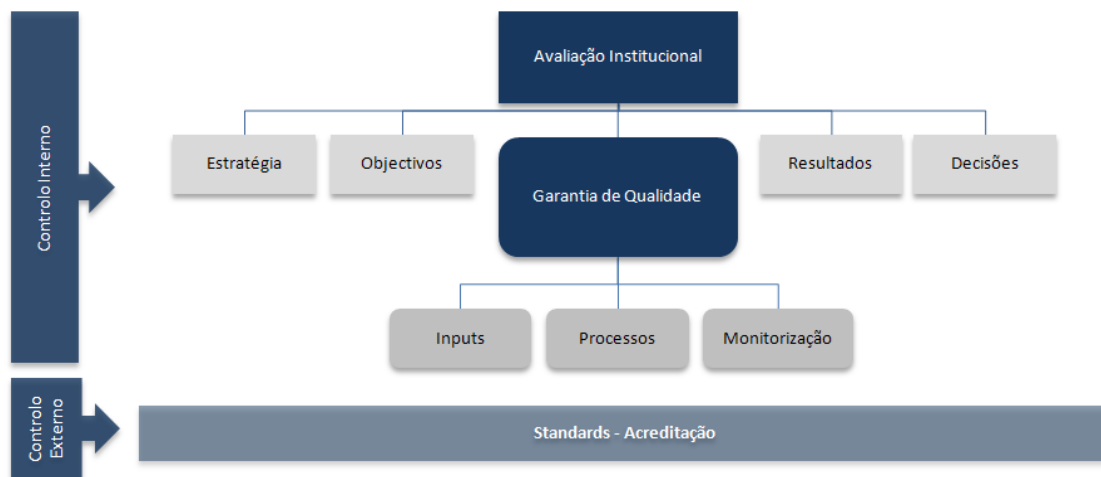 Controlo Interno
Avaliação Institucional
Estratégia
Objectivos
Garantia de Qualidade
Resultados
Decisões
Inputs
Processos
Monitorização
Controlo
Externo
Standards - Acreditação